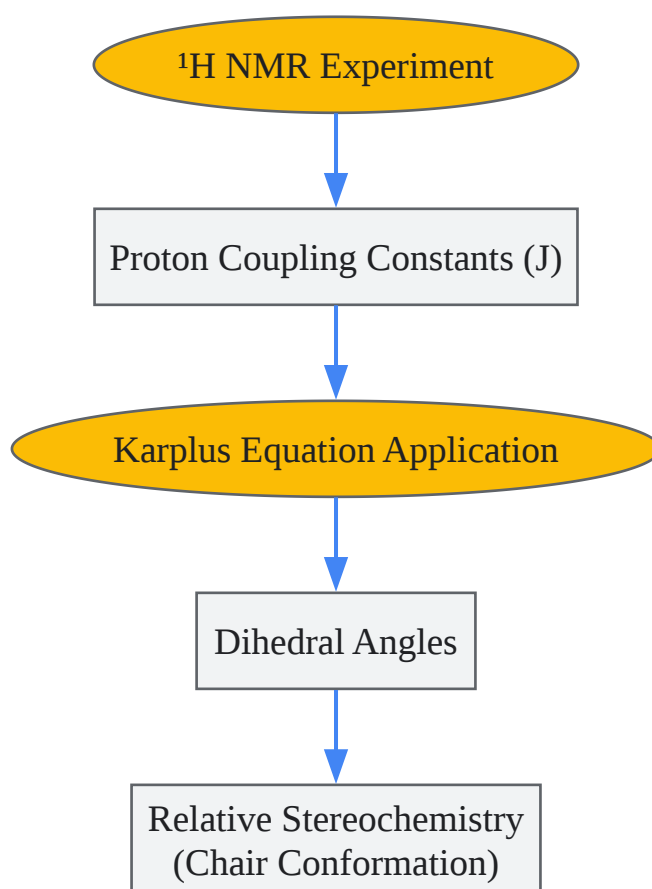 ¹H NMR Experiment
Proton Coupling Constants (J)
Karplus Equation Application
Dihedral Angles
Relative Stereochemistry
(Chair Conformation)